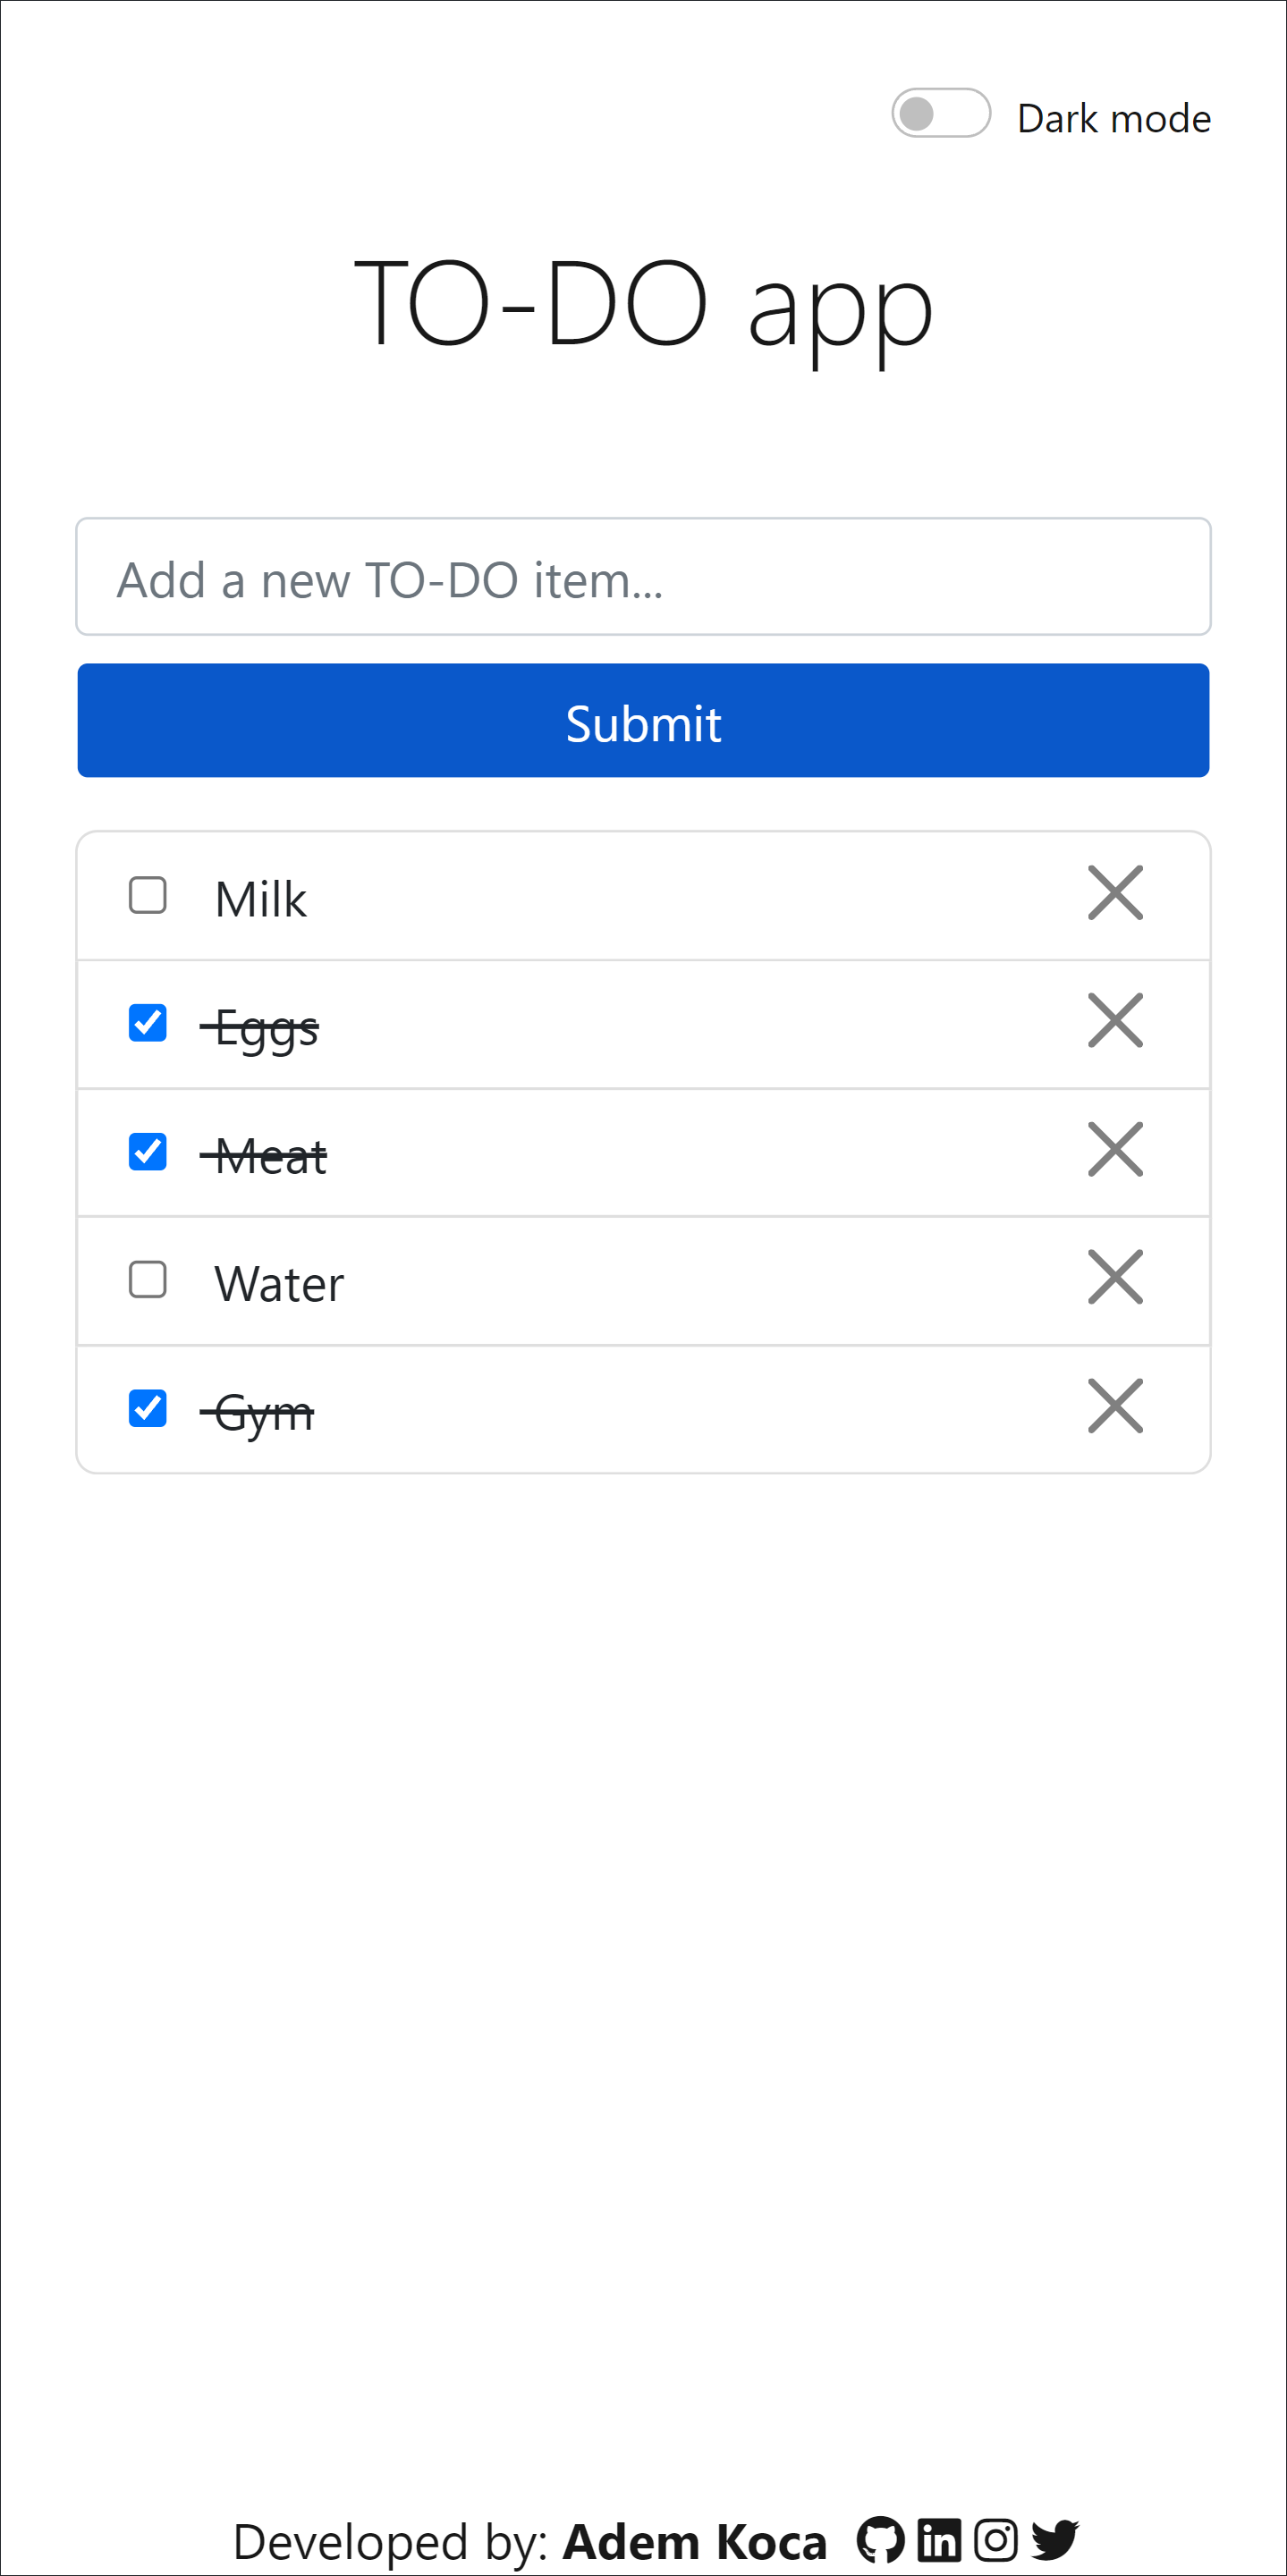 Dark mode
TO-DO app
Add a new TO-DO item...
Submit
Milk
Eggs
Meat
Water
Gym
Developed by: Adem Koca